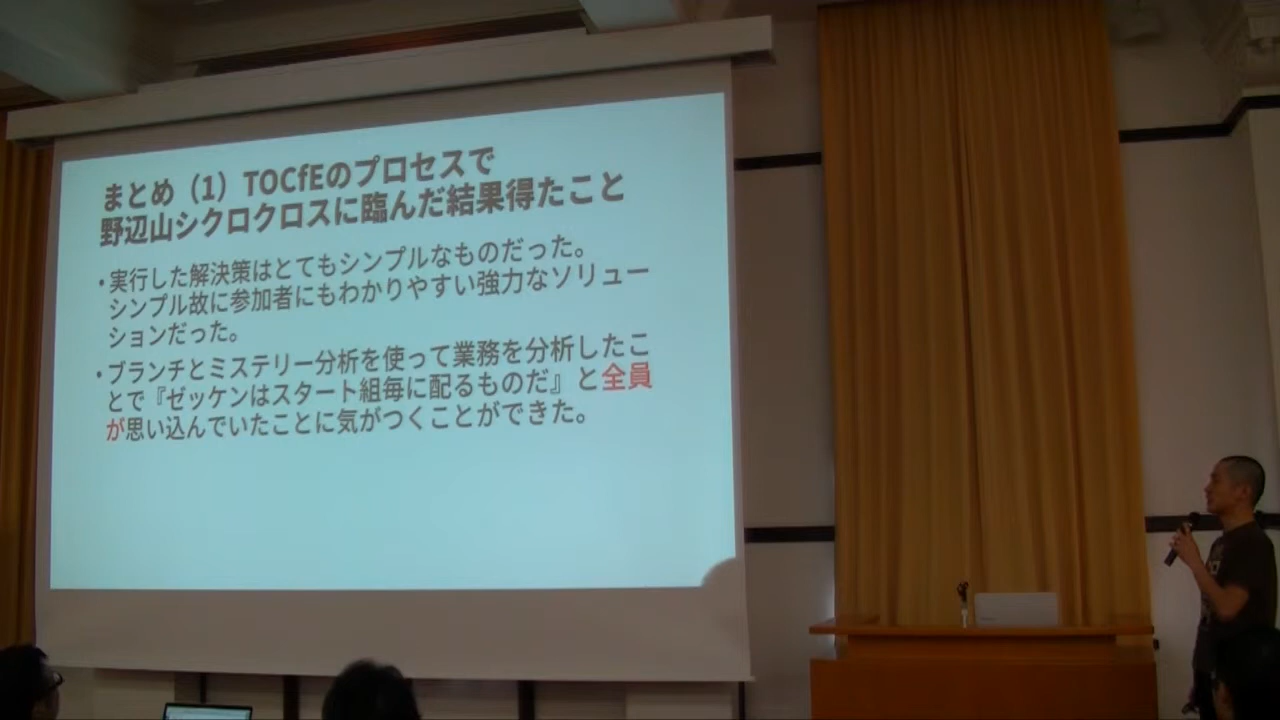 まとめ（1）TOCfEのプロセスで
野辺山シクロクロスに臨んだ結果得たこと
・実行した解決策はとてもシンプルなものだった。
シンプル故に参加者にもわかりやすい強力なソリュー
ションだった。
・ブランチとミステリー分析を使って業務を分析したこ
とで『ゼッケンはスタート組毎に配るものだ』と全員
が思い込んでいたことに気がつくことができた。